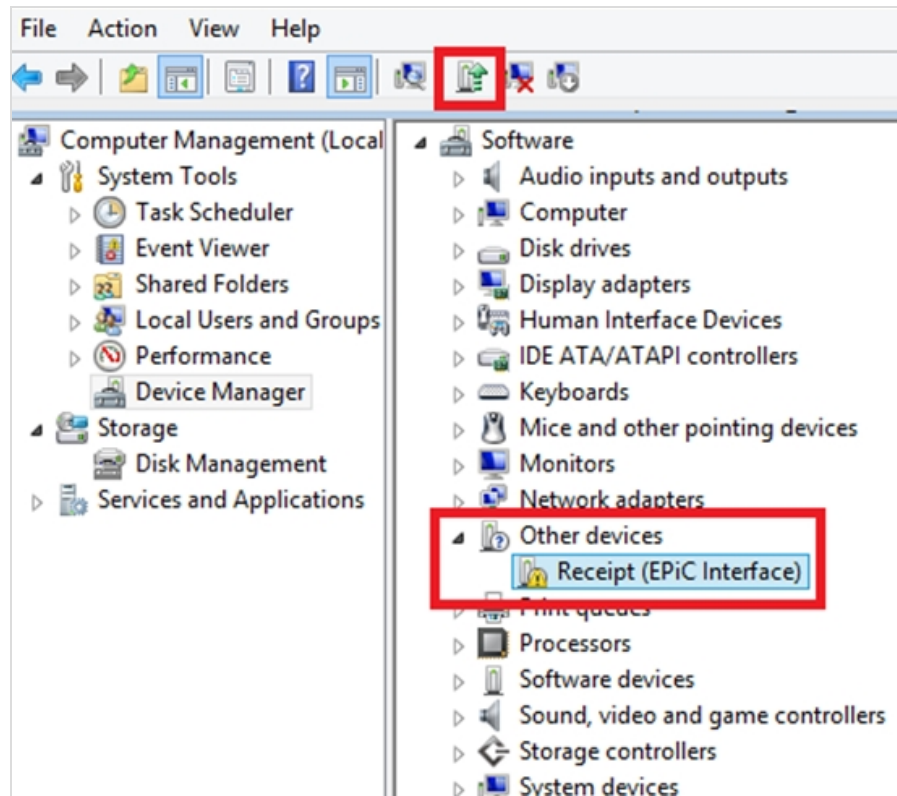 File Action View Help
Computer Management (Local
System Tools
Task Scheduler
Event Viewer
Shared Folders
Local Users and Groups
Performance
Device Manager
Storage
Disk Management
Services and Applications
Software
Audio inputs and outputs
Computer
Disk drives
Display adapters
Human Interface Devices
IDE ATA/ATAPI controllers
Keyboards
Mice and other pointing devices
Monitors
Network adapters
Other devices
Receipt (EPiC Interface)
Print queues
Processors
Software devices
Sound, video and game controllers
Storage controllers
System devices